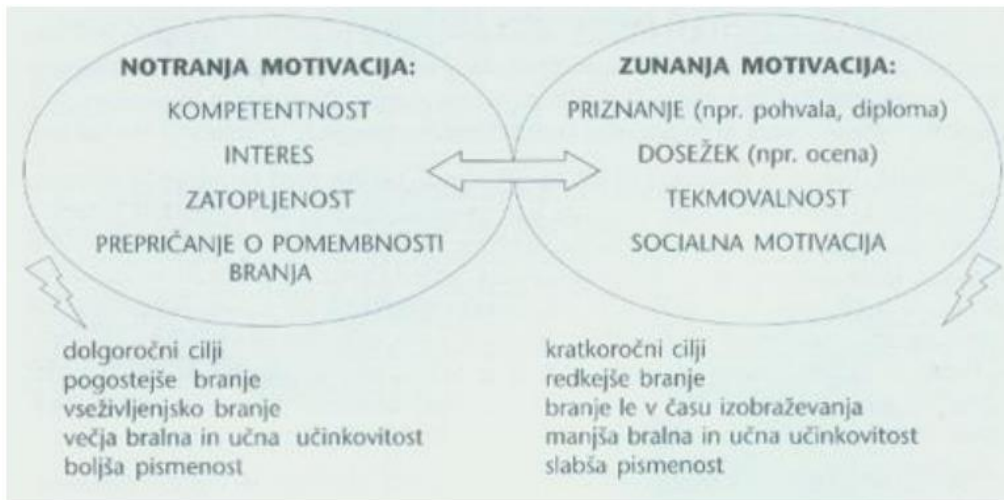 NOTRANJA MOTIVACIJA:
KOMPETENTNOST
INTERES
ZATOPLJENOST
PREPRIČANJE O POMEMBNOSTI
BRANJA
ZUNANJA MOTIVACIJA:
PRIZNANJE (npr. pohvala, diploma)
DOSEŽEK (npr. ocena)
TEKMOVALNOST
SOCIALNA MOTIVACIJA
dolgoročni cilji
pogostejše branje
vseživljenjsko branje
večja bralna in učna učinkovitost
boljša pismenost
kratkoročni cilji
redkejše branje
branje le v času izobraževanja
manjša bralna in učna učinkovitost
slabša pismenost